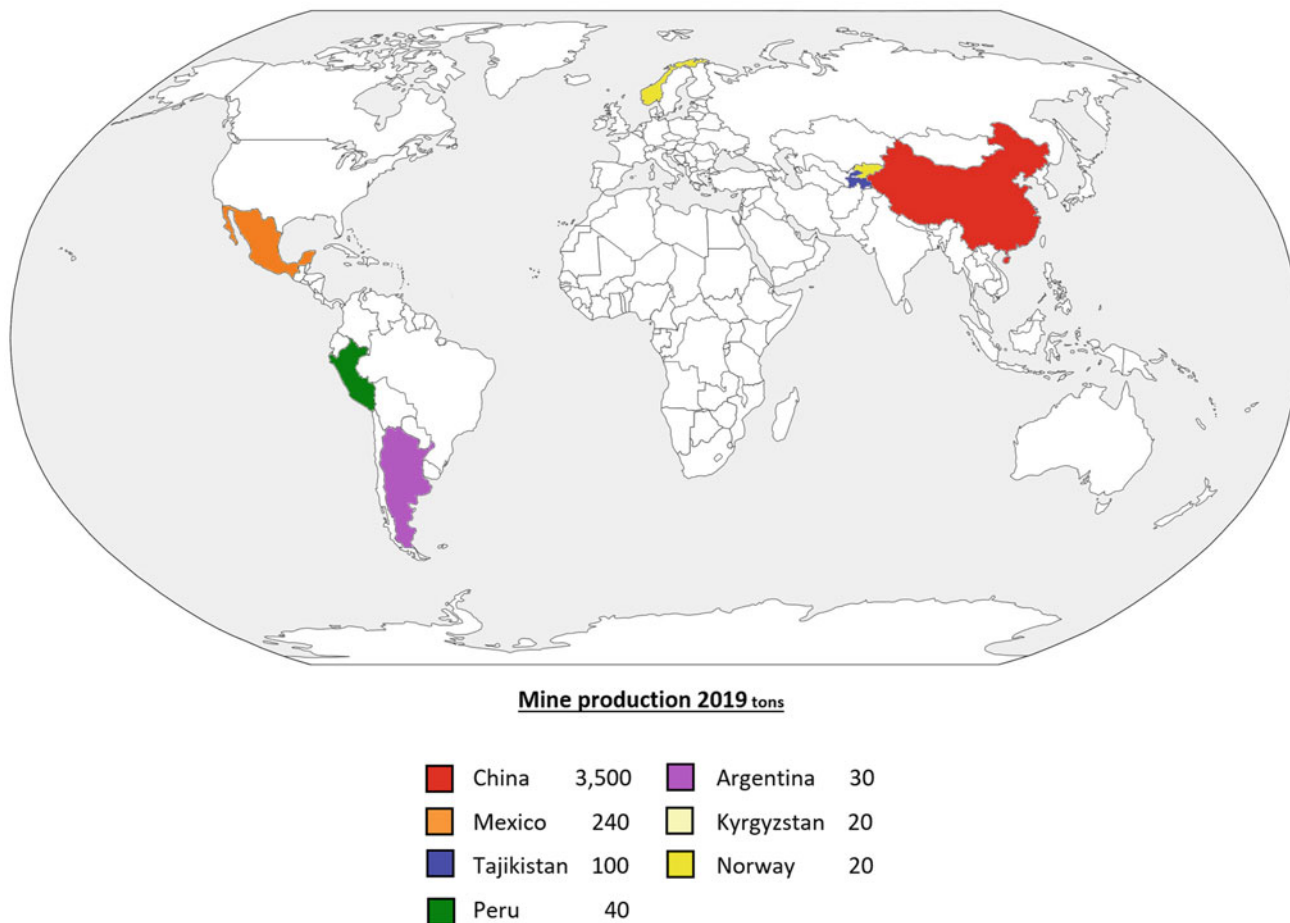 Mine production 2019 tons
China 3,500
Mexico 240
Tajikistan 100
Peru 40
Argentina 30
Kyrgyzstan 20
Norway 20